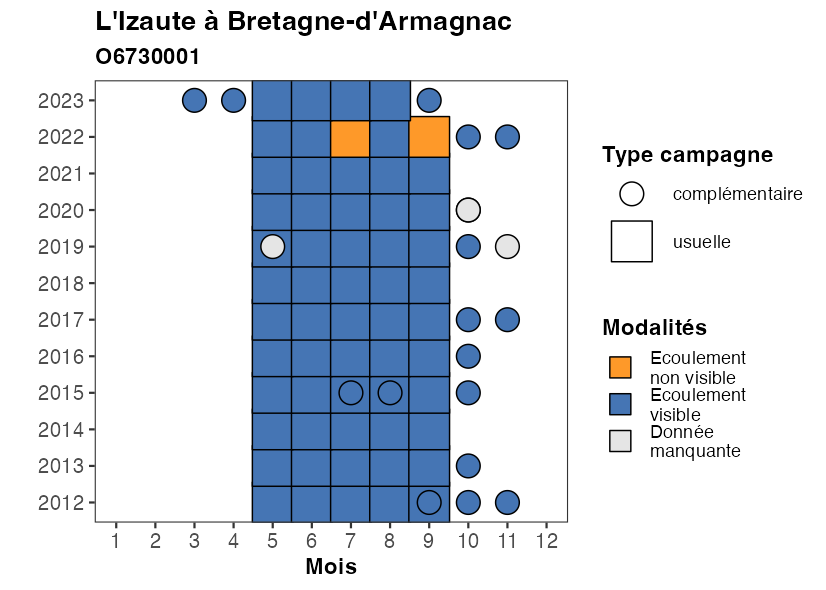 L'Izaute à Bretagne-d'Armagnac
O6730001
2023
2022
2021
2020
2019
2018
2017
2016
2015
2014
2013
2012
1 2 3 4 5 6 7 8 9 10 11 12
Mois
Type campagne
complémentaire
usuelle
Modalités
Ecoulement
non visible
Ecoulement
visible
Donnée
manquante